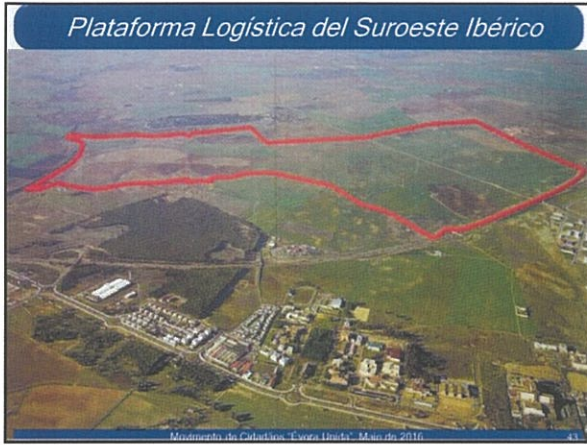 Plataforma Logística del Suroeste Ibérico
Movimento de Cidadãos "Évora Unida", Maio de 2016